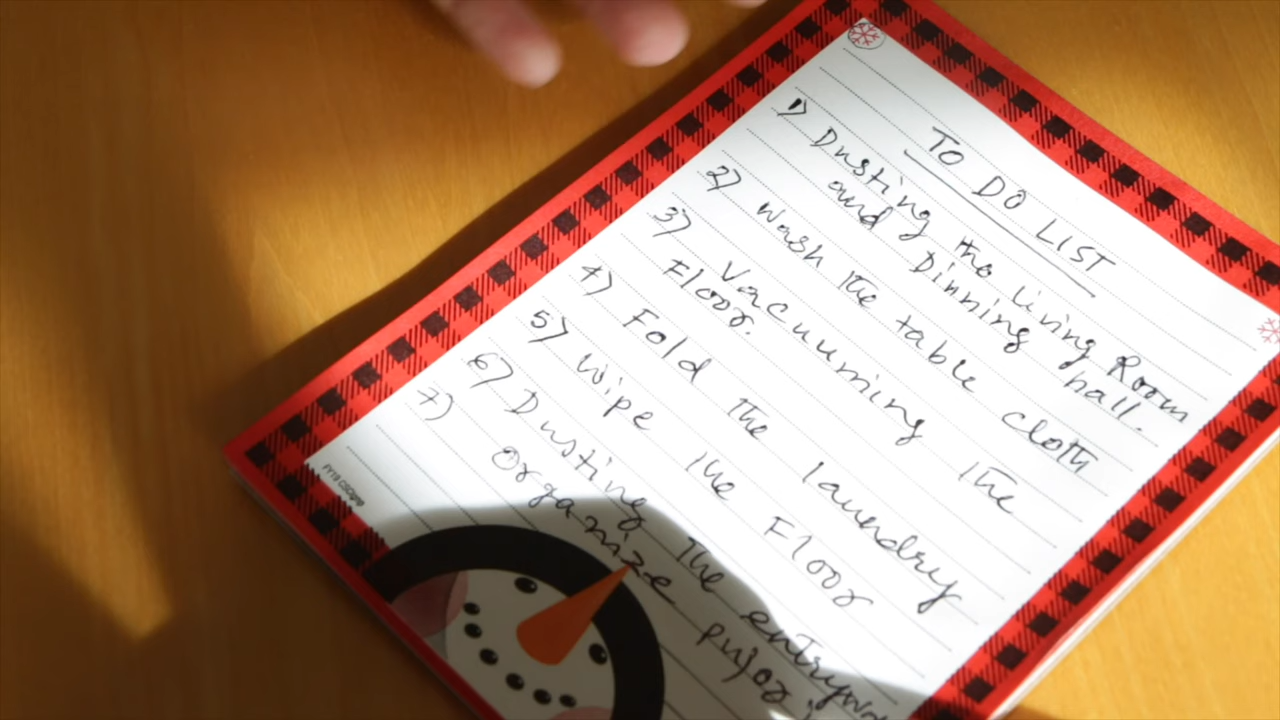 TO DO LIST
1) Dusting the living Room
and Dinning hall.
2) Wash the table cloth
3) Vacuuming the
Floor.
4) Fold the laundry
5) Wipe the Floor
6) Dusting the entryway
7) Organize